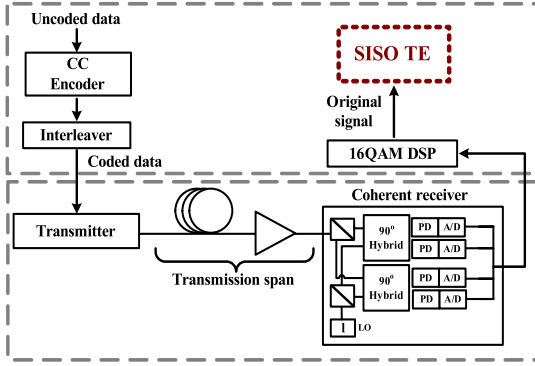 Uncoded data
CC
Encoder
Interleaver
Coded data
SISO TE
Original
signal
16QAM DSP
Transmitter
Transmission span
Coherent receiver
90°
Hybrid
PD A/D
PD A/D
90°
Hybrid
PD A/D
PD A/D
I LO